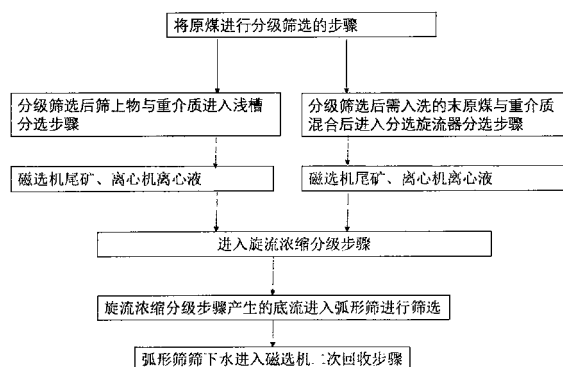 将原煤进行分级筛选的步骤
分级筛选后筛上物与重介质进入浅槽
分选步骤
分级筛选后需入洗的末原煤与重介质
混合后进入分选旋流器分选步骤
磁选机尾矿、离心机离心液
磁选机尾矿、离心机离心液
进入旋流浓缩分级步骤
旋流浓缩分级步骤产生的底流进入弧形筛进行筛选
弧形筛筛下水进入磁选机二次回收步骤